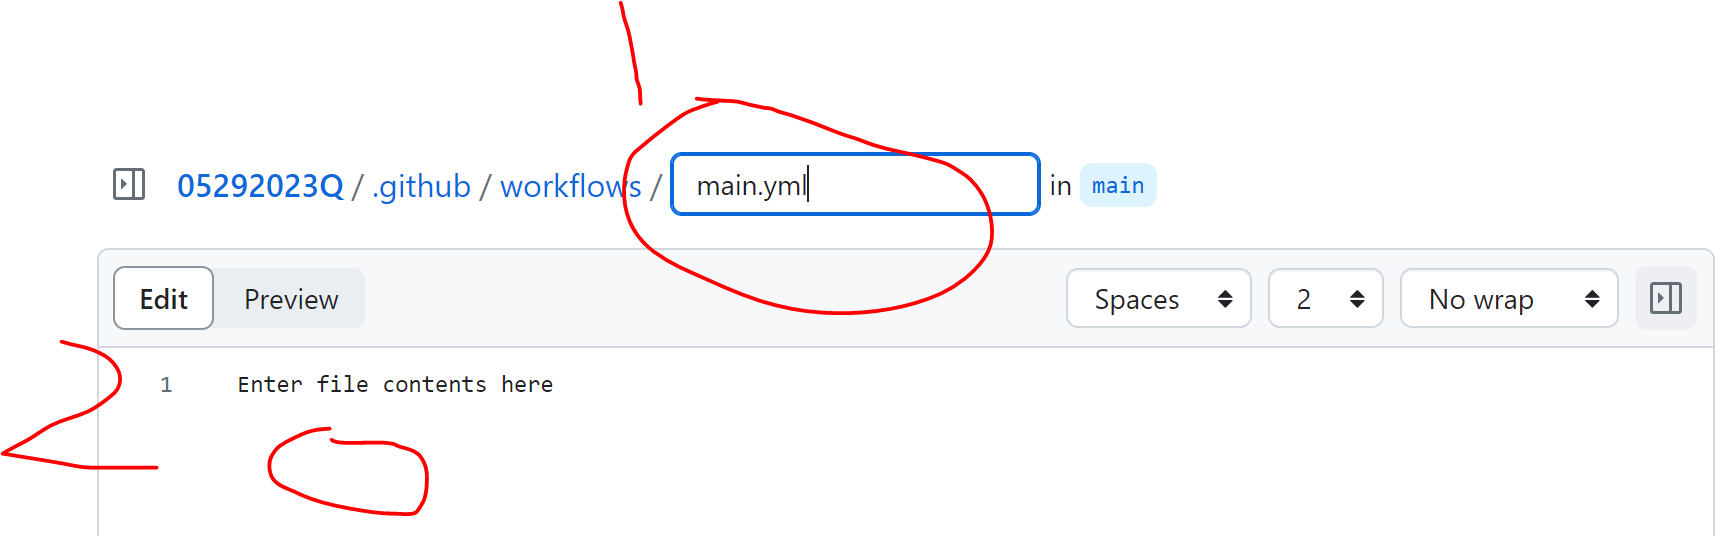 05292023Q / .github / workflows / main.yml in main
Edit Preview Spaces 2 No wrap
1 Enter file contents here